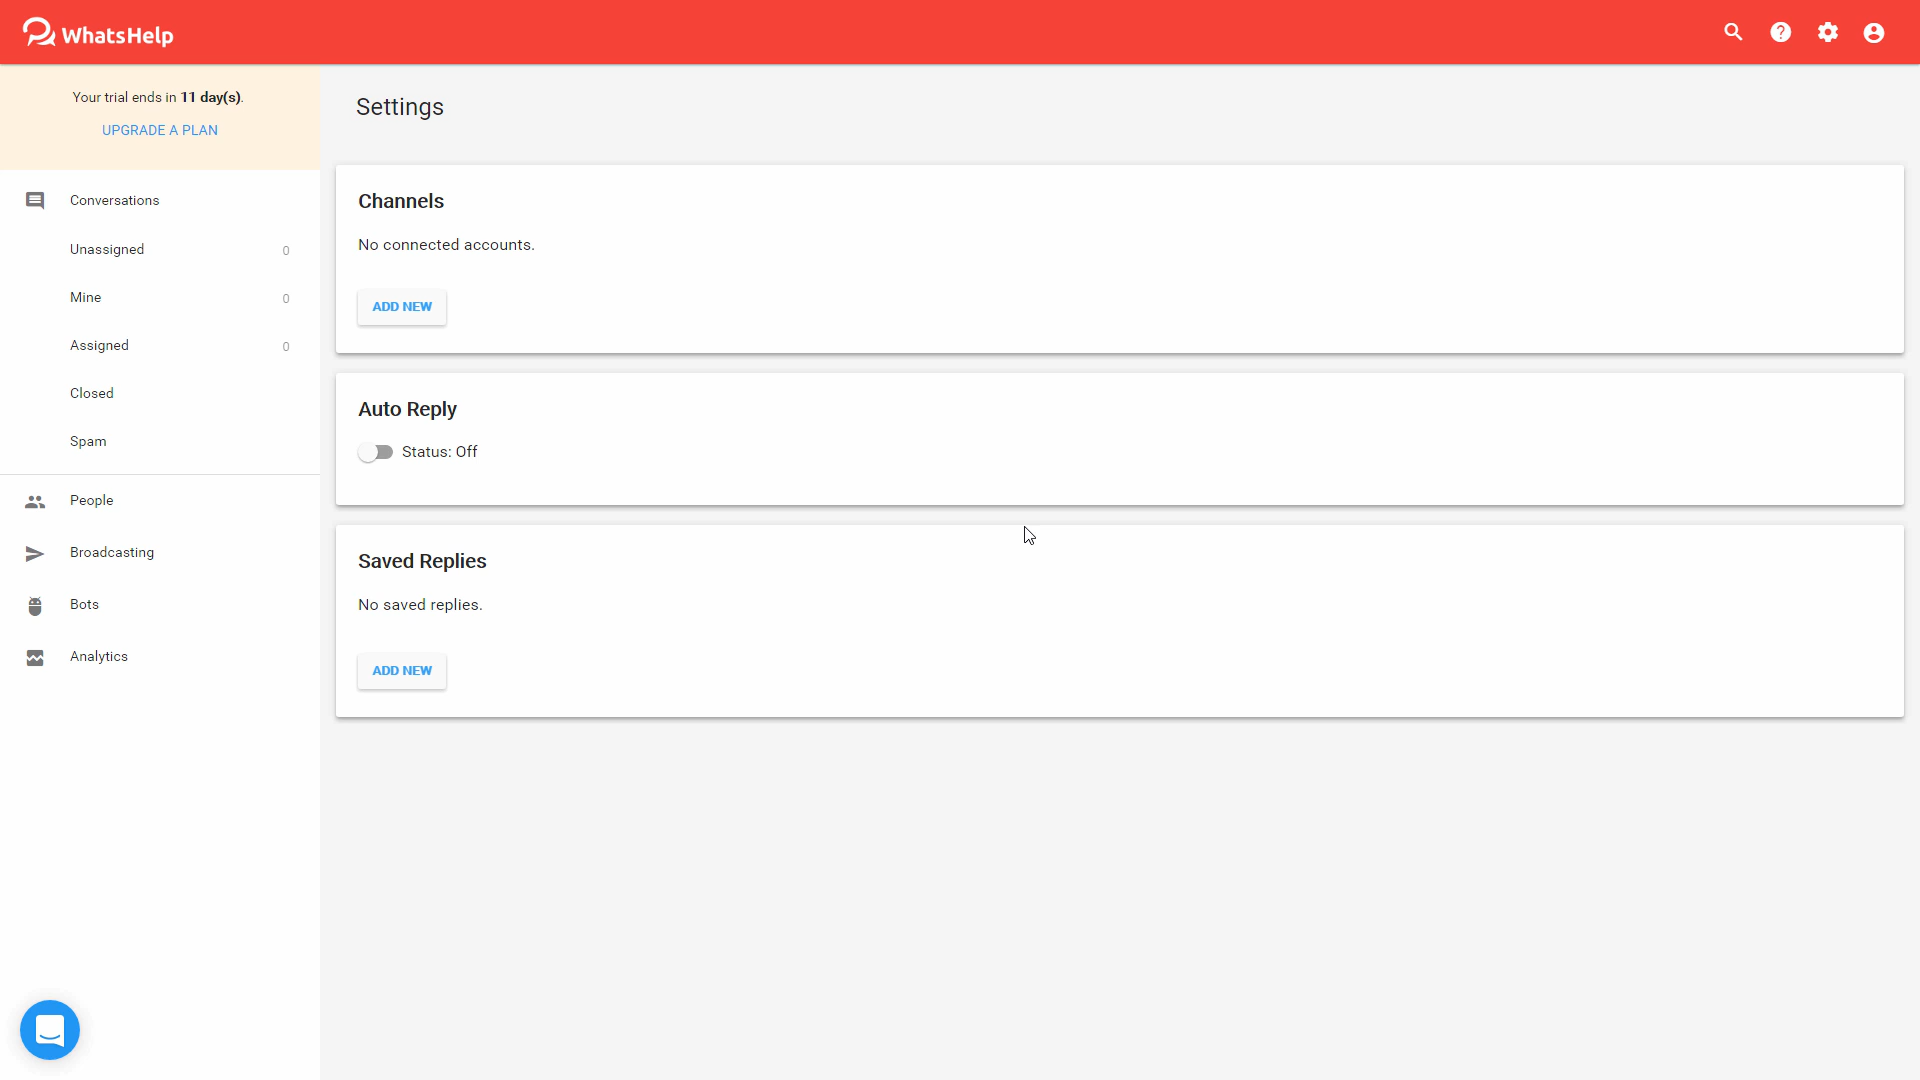 WhatsHelp
Your trial ends in 11 day(s).
UPGRADE A PLAN
Conversations
Unassigned 0
Mine 0
Assigned 0
Closed
Spam
People
Broadcasting
Bots
Analytics
Settings
Channels
No connected accounts.
ADD NEW
Auto Reply
Status: Off
Saved Replies
No saved replies.
ADD NEW